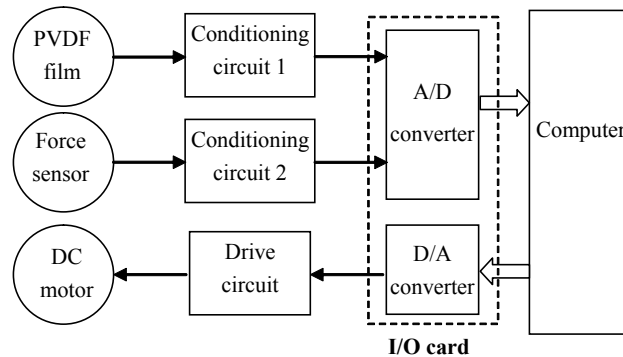 PVDF
film
Conditioning
circuit 1
A/D
converter
Computer
Force
sensor
Conditioning
circuit 2
DC
motor
Drive
circuit
D/A
converter
I/O card